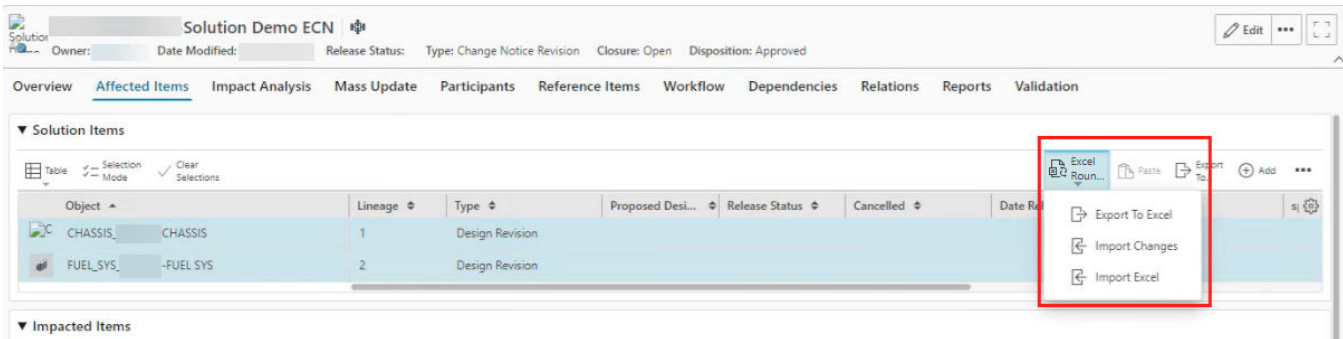 Solution Demo ECN
Solution
Owner: Date Modified: Release Status: Type: Change Notice Revision Closure: Open Disposition: Approved
Edit
Overview Affected Items Impact Analysis Mass Update Participants Reference Items Workflow Dependencies Relations Reports Validation
Solution Items
Table Selection Mode Clear Selections Excel Roun... Paste Export To... Add
Object Lineage Type Proposed Desi... Release Status Cancelled Date Rel
CHASSIS_ CHASSIS 1 Design Revision
FUEL_SYS_ -FUEL SYS 2 Design Revision
Export To Excel
Import Changes
Import Excel
Impacted Items